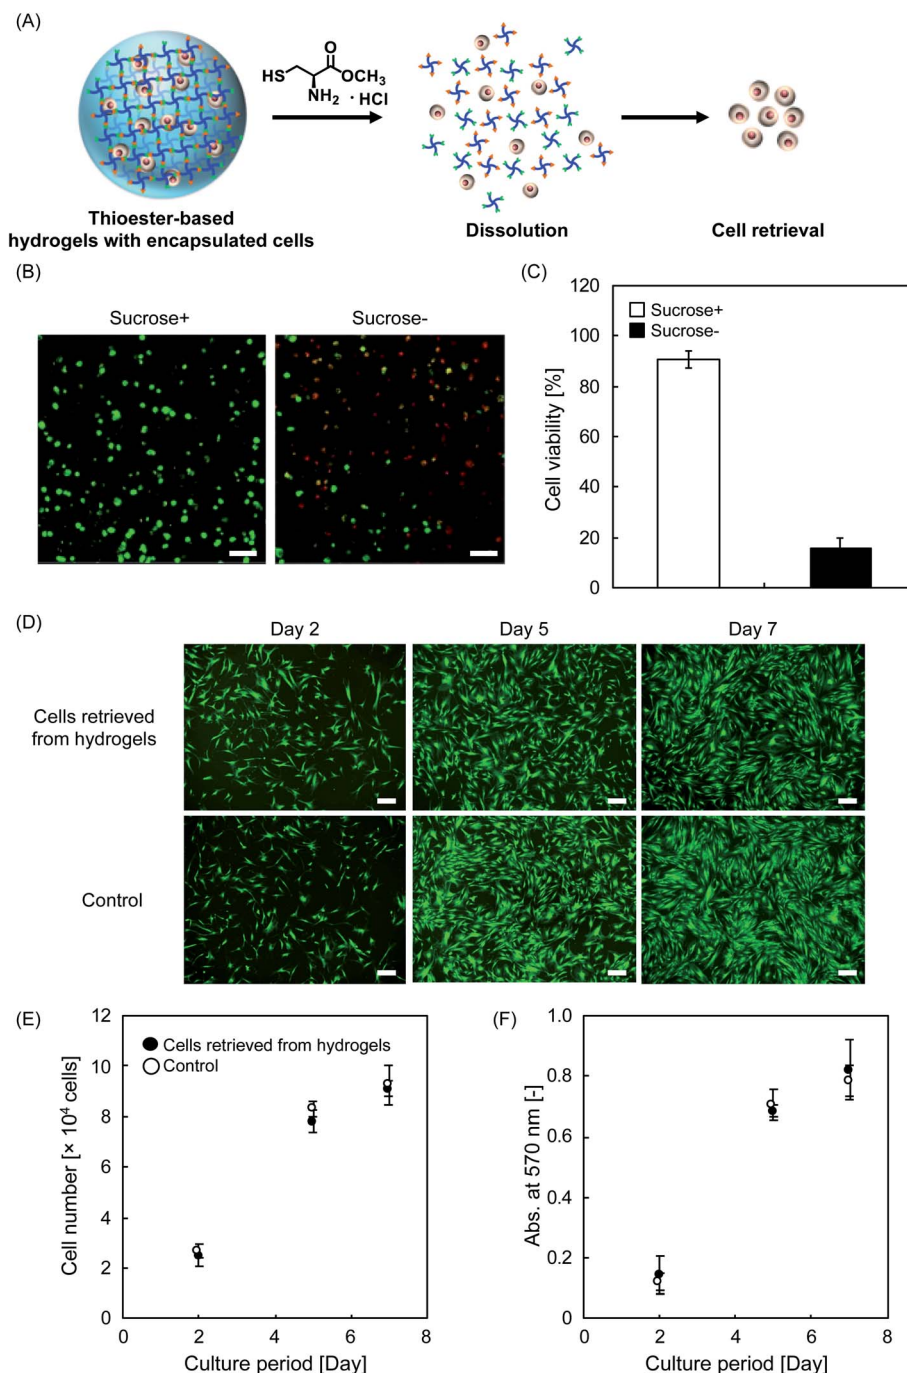 (A)
HS
O
OCH₃
NH₂
· HCl
Thioester-based
hydrogels with encapsulated cells
Dissolution
Cell retrieval
(B)
Sucrose+
Sucrose-
(C)
120
100
80
60
40
20
0
Cell viability [%]
Sucrose+
Sucrose-
(D)
Day 2
Day 5
Day 7
Cells retrieved
from hydrogels
Control
(E)
12
10
8
6
4
2
0
Cell number [× 10⁴ cells]
Cells retrieved from hydrogels
Control
0
2
4
6
8
Culture period [Day]
(F)
1.0
0.8
0.6
0.4
0.2
0
Abs. at 570 nm [-]
0
2
4
6
8
Culture period [Day]